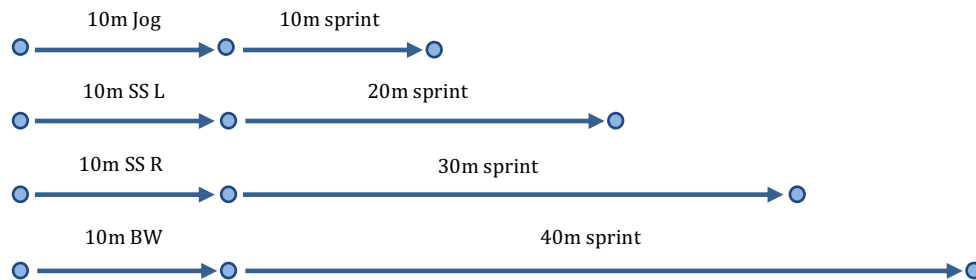 10m Jog 10m sprint
10m SS L 20m sprint
10m SS R 30m sprint
10m BW 40m sprint